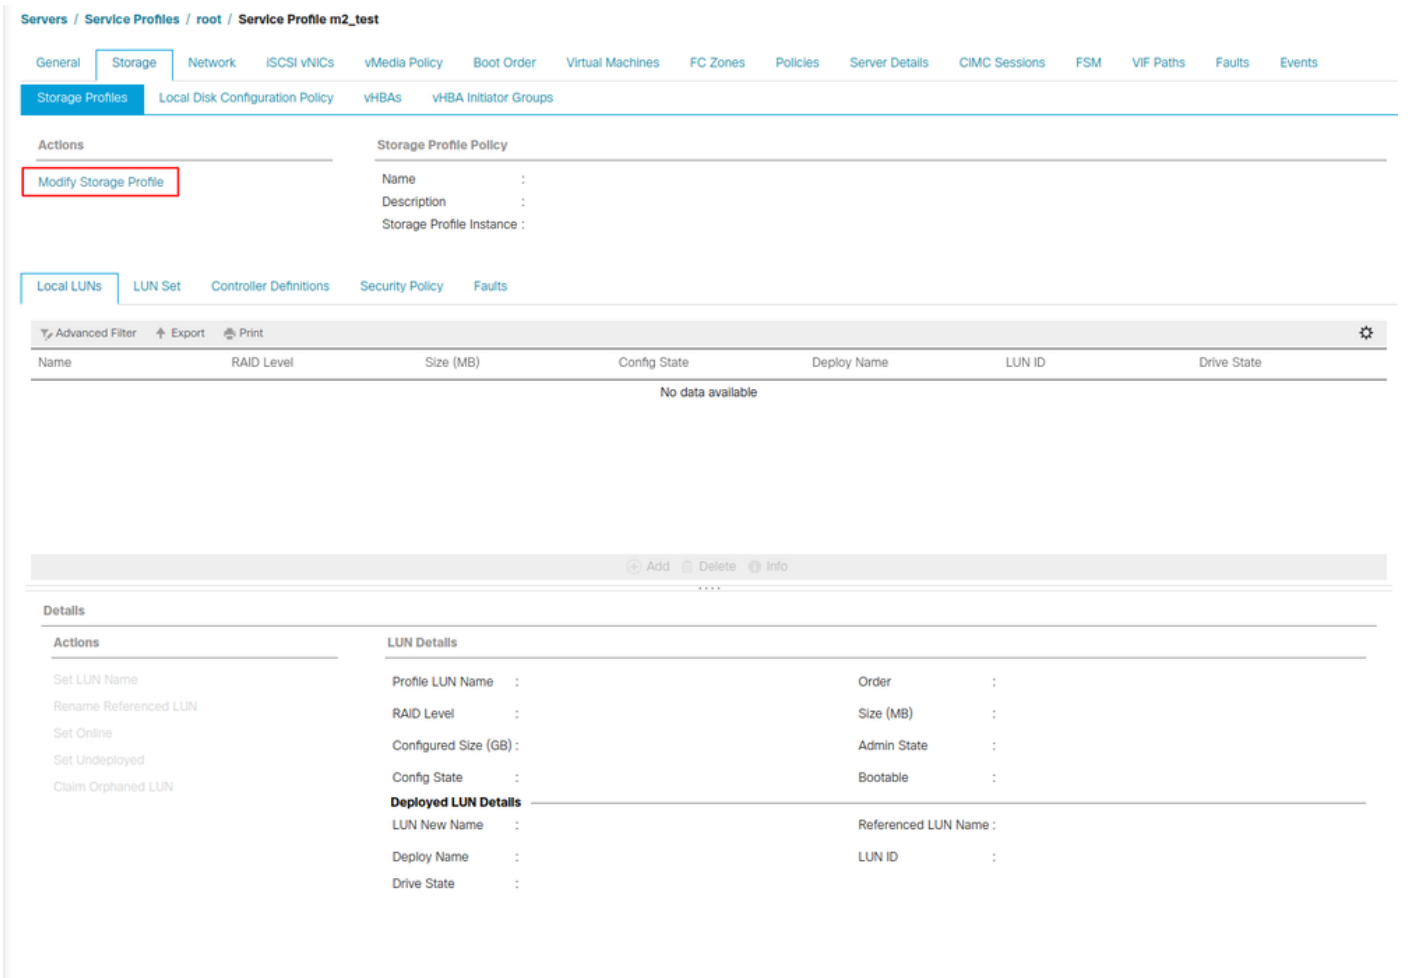 Servers / Service Profiles / root / Service Profile m2_test
General Storage Network iSCSI vNICs vMedia Policy Boot Order Virtual Machines FC Zones Policies Server Details CIMC Sessions FSM VIF Paths Faults Events
Storage Profiles Local Disk Configuration Policy vHBAs vHBA Initiator Groups
Actions Storage Profile Policy
Modify Storage Profile Name :
Description :
Storage Profile Instance :
Local LUNs LUN Set Controller Definitions Security Policy Faults
Advanced Filter Export Print
Name RAID Level Size (MB) Config State Deploy Name LUN ID Drive State
No data available
Add Delete Info
Details
Actions LUN Details
Set LUN Name Profile LUN Name : Order :
Rename Referenced LUN RAID Level : Size (MB) :
Set Online Configured Size (GB) : Admin State :
Set Undeployed Config State : Bootable :
Claim Orphaned LUN
Deployed LUN Details
LUN New Name : Referenced LUN Name :
Deploy Name : LUN ID :
Drive State :